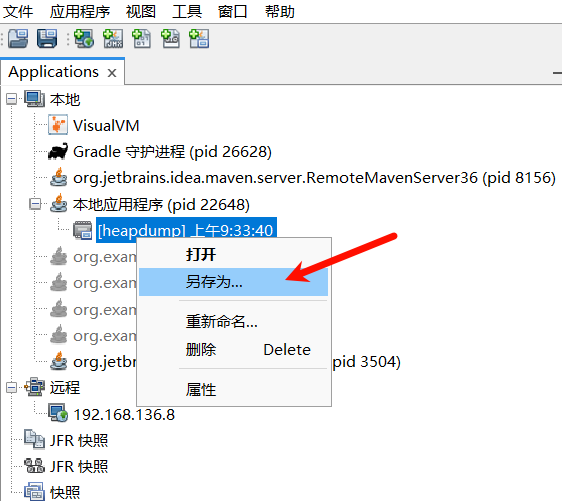 文件 应用程序 视图 工具 窗口 帮助
Applications
本地
VisualVM
Gradle 守护进程 (pid 26628)
org.jetbrains.idea.maven.server.RemoteMavenServer36 (pid 8156)
本地应用程序 (pid 22648)
[heapdump] 上午9:33:40
打开
org.exam
另存为...
org.exam
org.exam
重新命名...
org.exam
删除 Delete
org.jetbr pid 3504)
属性
远程
192.168.136.8
JFR 快照
JFR 快照
快照